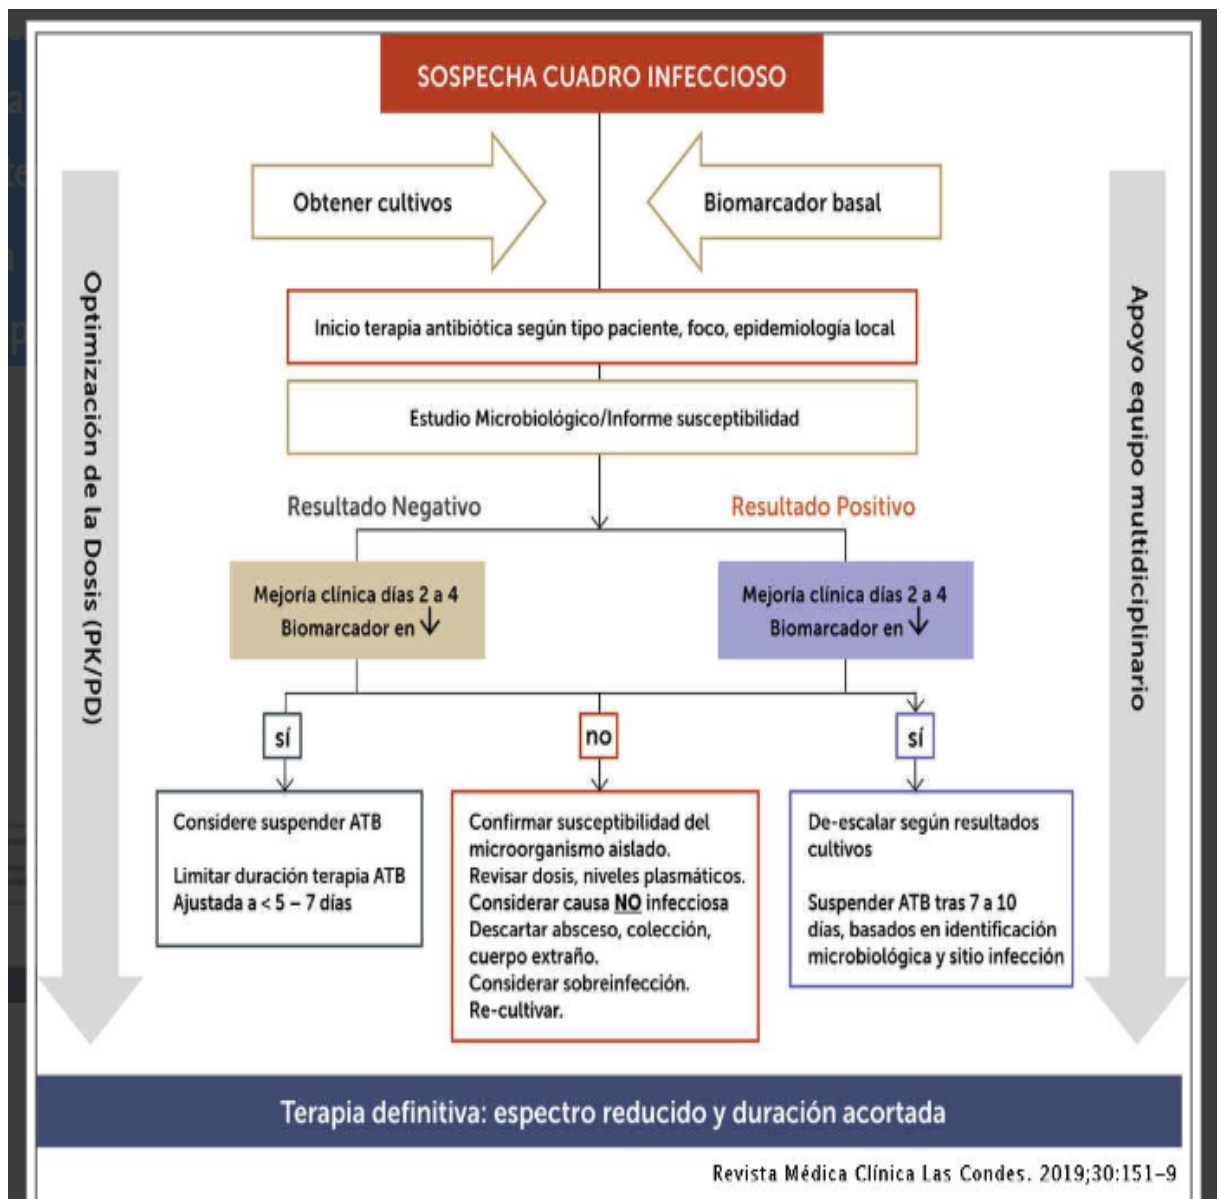 SOSPECHA CUADRO INFECCIOSO
Obtener cultivos
Biomarcador basal
Optimización de la Dosis (PK/PD)
Apoyo equipo multidiciplinario
Inicio terapia antibiótica según tipo paciente, foco, epidemiología local
Estudio Microbiológico/Informe susceptibilidad
Resultado Negativo
Resultado Positivo
Mejoría clínica días 2 a 4
Biomarcador en ↓
Mejoría clínica días 2 a 4
Biomarcador en ↓
sí
no
sí
Considere suspender ATB
Limitar duración terapia ATB
Ajustada a < 5 – 7 días
Confirmar susceptibilidad del
microorganismo aislado.
Revisar dosis, niveles plasmáticos.
Considerar causa NO infecciosa
Descartar absceso, colección,
cuerpo extraño.
Considerar sobreinfección.
Re-cultivar.
De-escalar según resultados
cultivos
Suspender ATB tras 7 a 10
días, basados en identificación
microbiológica y sitio infección
Terapia definitiva: espectro reducido y duración acortada
Revista Médica Clínica Las Condes. 2019;30:151–9